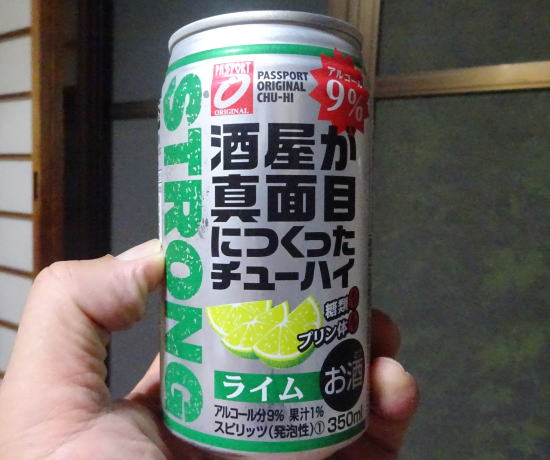 PASSPORT
ORIGINAL
PASSPORT
ORIGINAL
CHU-HI
アルコール
9%
STRONG
酒屋が
真面目
につくった
チューハイ
糖類0
プリン体0
ライム
お酒
アルコール分9% 果汁1%
スピリッツ(発泡性)① 350ml